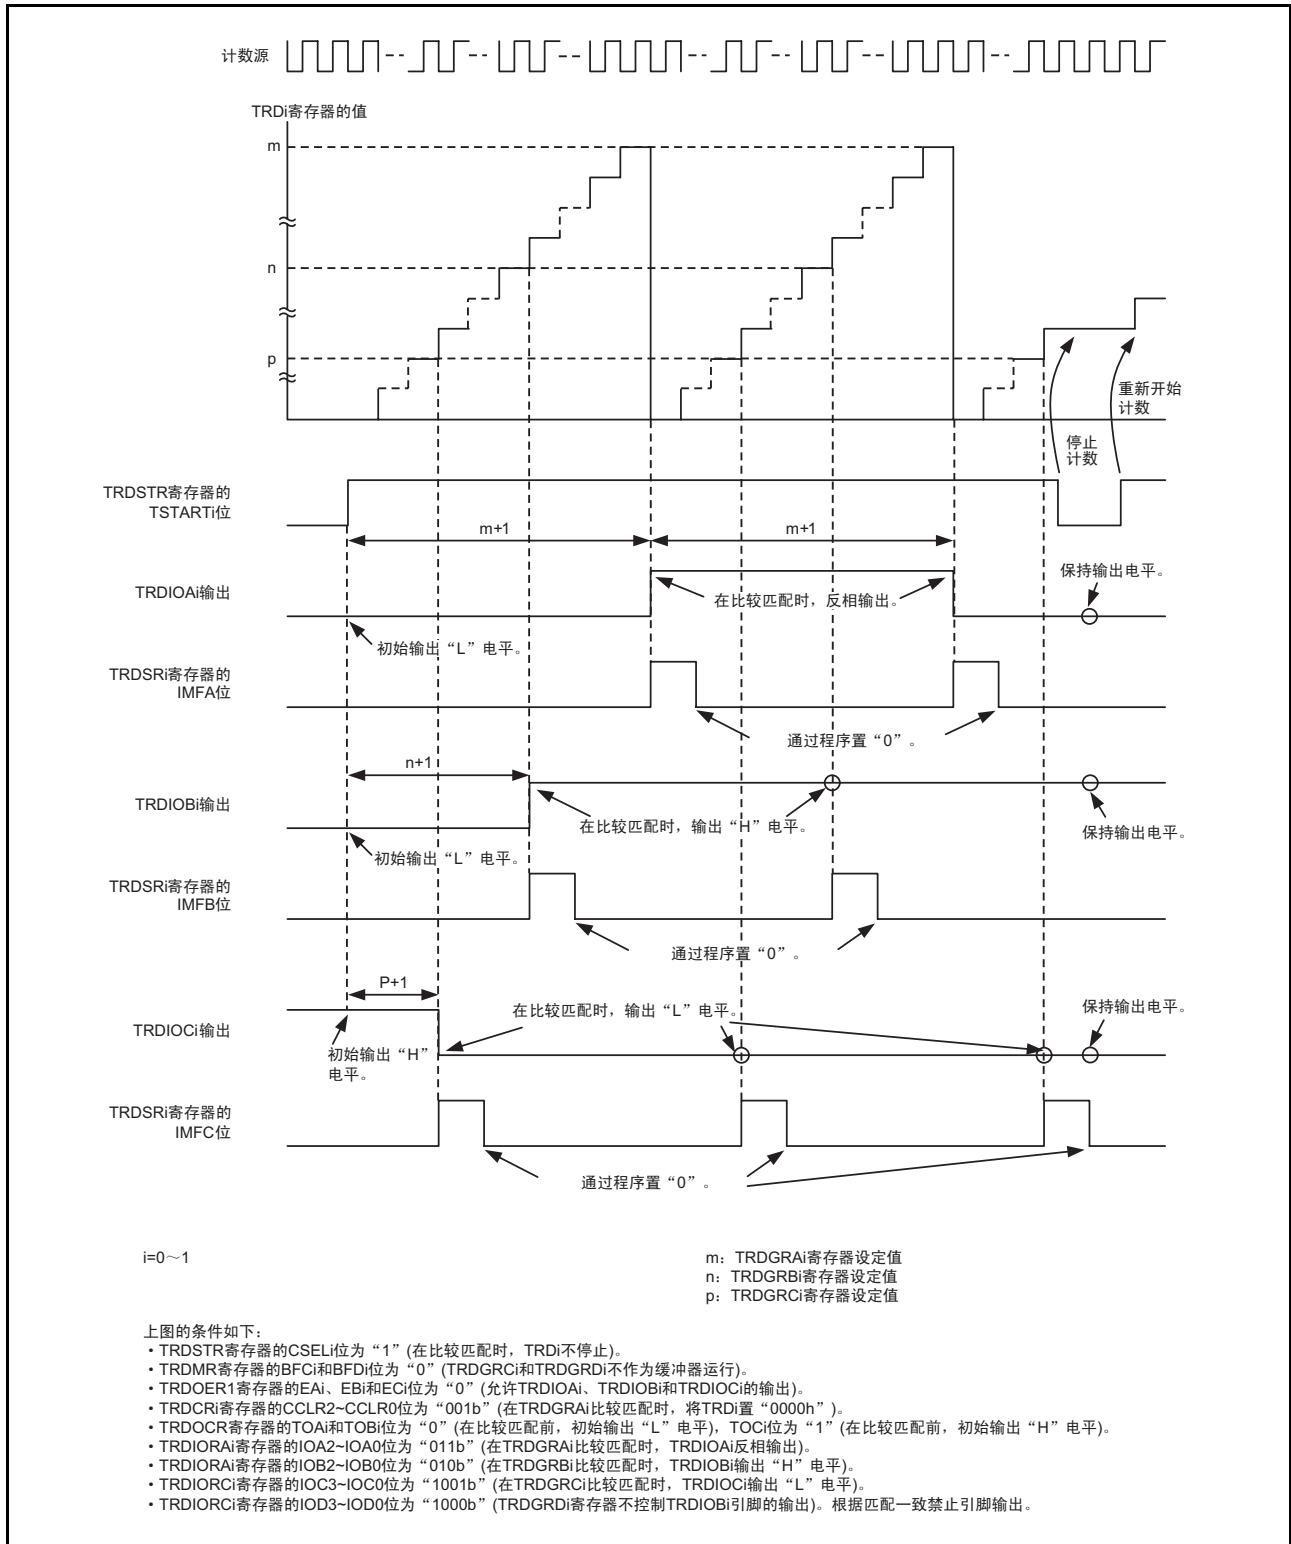 计数源
TRDi寄存器的值
m
n
p
重新开始
计数
停止
计数
TRDSTR寄存器的
TSTARTi位
m+1
m+1
TRDIOAi输出
在比较匹配时，反相输出。
保持输出电平。
初始输出“L”电平。
TRDSRi寄存器的
IMFA位
通过程序置“0”。
n+1
TRDIOBi输出
在比较匹配时，输出“H”电平。
保持输出电平。
初始输出“L”电平。
TRDSRi寄存器的
IMFB位
通过程序置“0”。
P+1
在比较匹配时，输出“L”电平。
保持输出电平。
TRDIOCi输出
初始输出“H”
电平。
TRDSRi寄存器的
IMFC位
通过程序置“0”。
i=0～1
m：TRDGRAi寄存器设定值
n：TRDGRBi寄存器设定值
p：TRDGRCi寄存器设定值
上图的条件如下：
・TRDSTR寄存器的CSELi位为“1”(在比较匹配时，TRDi不停止)。
・TRDMR寄存器的BFCi和BFDi位为“0”(TRDGRCi和TRDGRDi不作为缓冲器运行)。
・TRDOER1寄存器的EAi、EBi和ECi位为“0”(允许TRDIOAi、TRDIOBi和TRDIOCi的输出)。
・TRDCRi寄存器的CCLR2~CCLR0位为“001b”(在TRDGRAi比较匹配时，将TRDi置“0000h”)。
・TRDOCR寄存器的TOAi和TOBi位为“0”(在比较匹配前，初始输出“L”电平)，TOCi位为“1”(在比较匹配前，初始输出“H”电平)。
・TRDIORAi寄存器的IOA2~IOA0位为“011b”(在TRDGRAi比较匹配时，TRDIOAi反相输出)。
・TRDIORAi寄存器的IOB2~IOB0位为“010b”(在TRDGRBi比较匹配时，TRDIOBi输出“H”电平)。
・TRDIORCi寄存器的IOC3~IOC0位为“1001b”(在TRDGRCi比较匹配时，TRDIOCi输出“L”电平)。
・TRDIORCi寄存器的IOD3~IOD0位为“1000b”(TRDGRDi寄存器不控制TRDIOBi引脚的输出)。根据匹配一致禁止引脚输出。